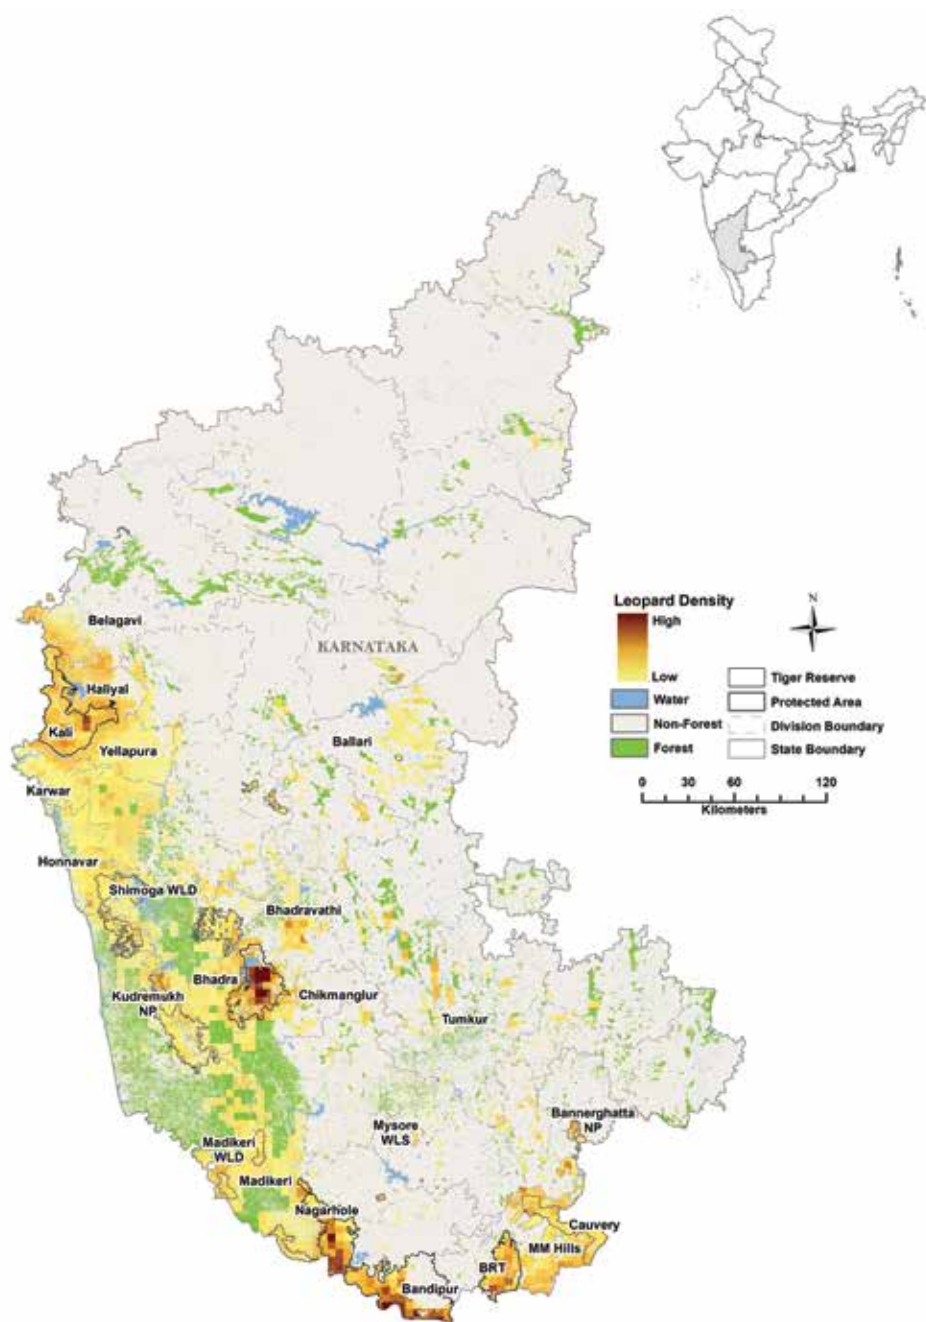 Belagavi
KARNATAKA
Haliyal
Kali
Yellapura
Ballari
Karwar
Honnavar
Shimoga WLD
Bhadravathi
Bhadra
Kudremukh
NP
Chikmanglur
Tumkur
Bannerghatta
NP
Mysore
WLS
Madikeri
WLD
Madikeri
Nagarhole
Cauvery
MM Hills
BRT
Bandipur
Leopard Density
High
Low
Water
Non-Forest
Forest
N
Tiger Reserve
Protected Area
Division Boundary
State Boundary
0 30 60 120
Kilometers